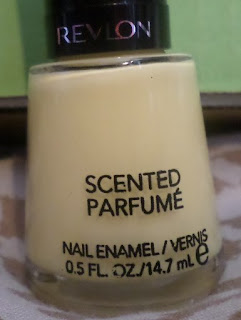 REVLON
SCENTED
PARFUMÉ
NAIL ENAMEL/VERNIS
0.5 FL. OZ./14.7 mL e